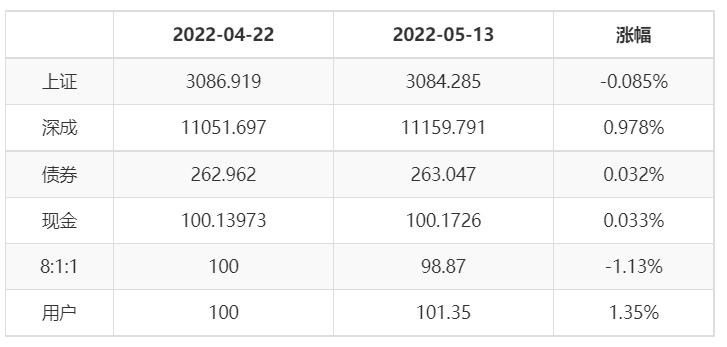 2022-04-22 2022-05-13 涨幅
上证 3086.919 3084.285 -0.085%
深成 11051.697 11159.791 0.978%
债券 262.962 263.047 0.032%
现金 100.13973 100.1726 0.033%
8:1:1 100 98.87 -1.13%
用户 100 101.35 1.35%